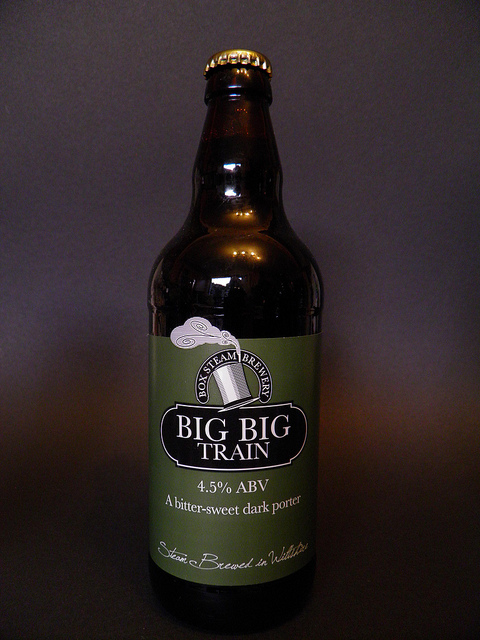 BOX STEAM BREWERY
BIG BIG
TRAIN
4.5% ABV
A bitter-sweet dark porter
Steam Brewed in Wiltshire